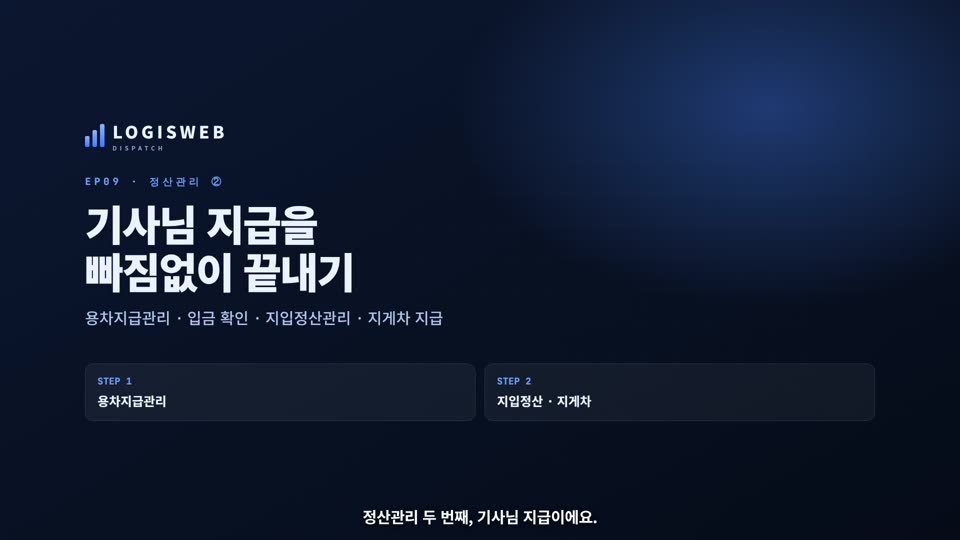 LOGISWEB
DISPATCH
EP09 · 정산관리 ②
기사님 지급을
빠짐없이 끝내기
용차지급관리 · 입금 확인 · 지입정산관리 · 지게차 지급
STEP 1
용차지급관리
STEP 2
지입정산 · 지게차
정산관리 두 번째, 기사님 지급이에요.